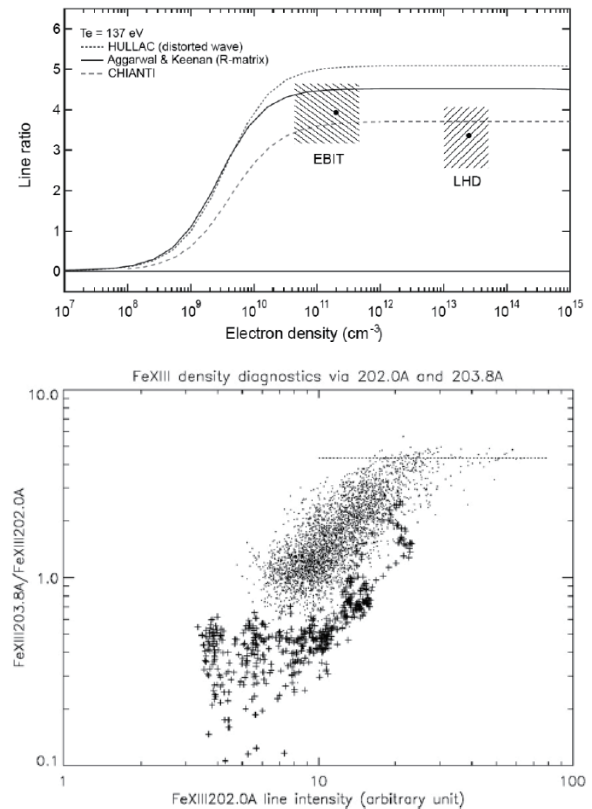 Te = 137 eV
HULLAC (distorted wave)
Aggarwal & Keenan (R-matrix)
CHIANTI
6
5
4
3
2
1
0
Line ratio
EBIT
LHD
10^7 10^8 10^9 10^10 10^11 10^12 10^13 10^14 10^15
Electron density (cm^-3)
FeXIII density diagnostics via 202.0A and 203.8A
10.0
1.0
0.1
FeXIII203.8A/FeXIII202.0A
1 10 100
FeXIII202.0A line intensity (arbitrary unit)